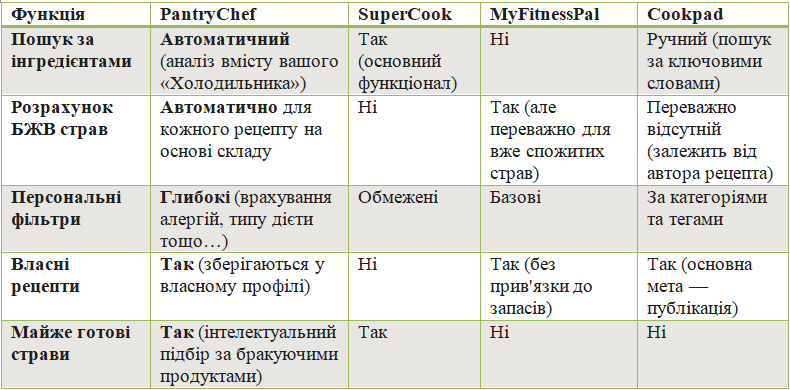 Функція PantryChef SuperCook MyFitnessPal Cookpad
Пошук за інгредієнтами Автоматичний (аналіз вмісту вашого «Холодильника») Так (основний функціонал) Ні Ручний (пошук за ключовими словами)
Розрахунок БЖВ страв Автоматично для кожного рецепту на основі складу Ні Так (але переважно для вже спожитих страв) Переважно відсутній (залежить від автора рецепта)
Персональні фільтри Глибокі (врахування алергій, типу дієти тощо…) Обмежені Базові За категоріями та тегами
Власні рецепти Так (зберігаються у власному профілі) Ні Так (без прив'язки до запасів) Так (основна мета — публікація)
Майже готові страви Так (інтелектуальний підбір за бракуючими продуктами) Так Ні Ні